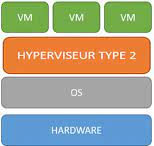 VM VM VM
HYPERVISEUR TYPE 2
OS
HARDWARE